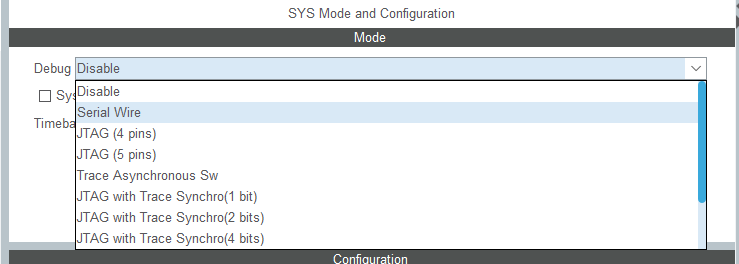 SYS Mode and Configuration
Mode
Debug Disable
Disable
Sys
Serial Wire
Timeba
JTAG (4 pins)
JTAG (5 pins)
Trace Asynchronous Sw
JTAG with Trace Synchro(1 bit)
JTAG with Trace Synchro(2 bits)
JTAG with Trace Synchro(4 bits)
Configuration